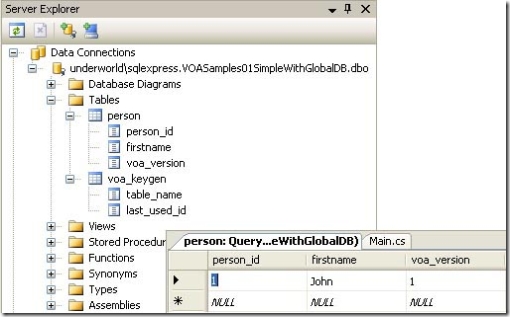 Server Explorer
Data Connections
underworld\sqlexpress.VOASamples01SimpleWithGlobalDB.dbo
Database Diagrams
Tables
person
person_id
firstname
voa_version
voa_keygen
table_name
last_used_id
Views
Stored Procedur
Functions
Synonyms
Types
Assemblies
person: Query...eWithGlobalDB) Main.cs
person_id firstname voa_version
1 John 1
NULL NULL NULL